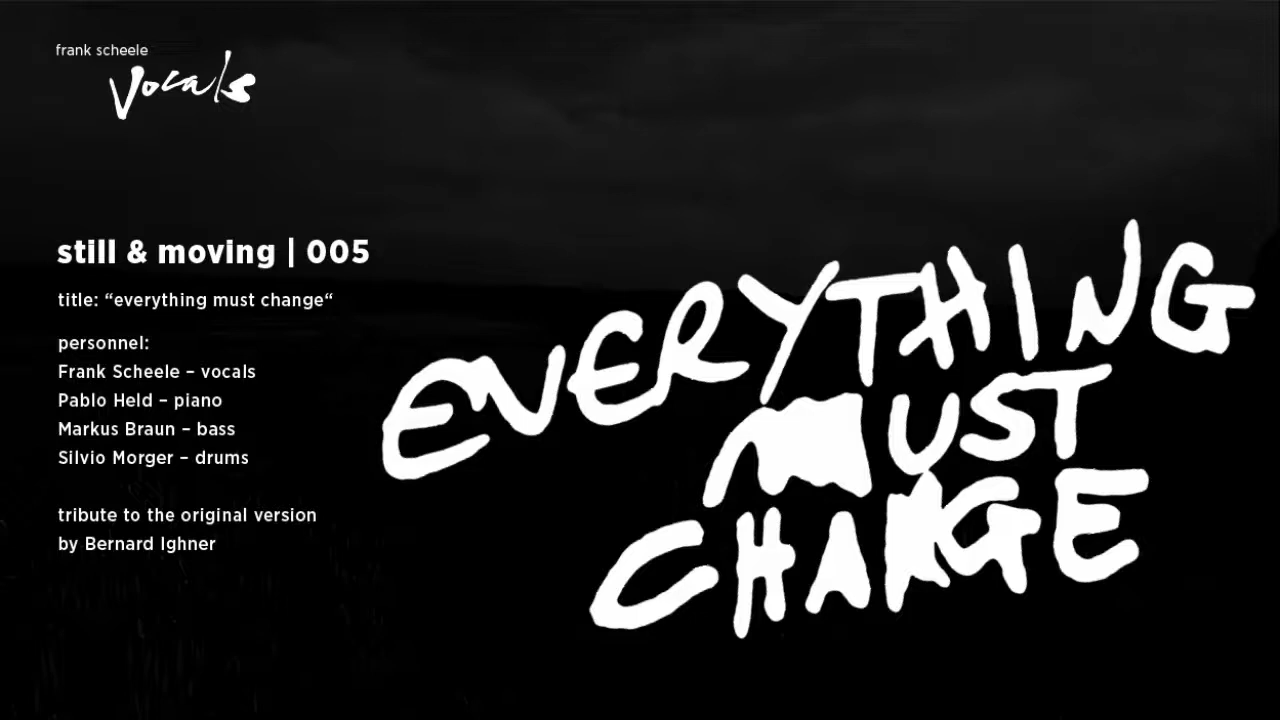 frank scheele
Vocals
still & moving | 005
title: “everything must change“
personnel:
Frank Scheele – vocals
Pablo Held – piano
Markus Braun – bass
Silvio Morger – drums
tribute to the original version
by Bernard Ighner
EVERYTHING
MUST
CHANGE